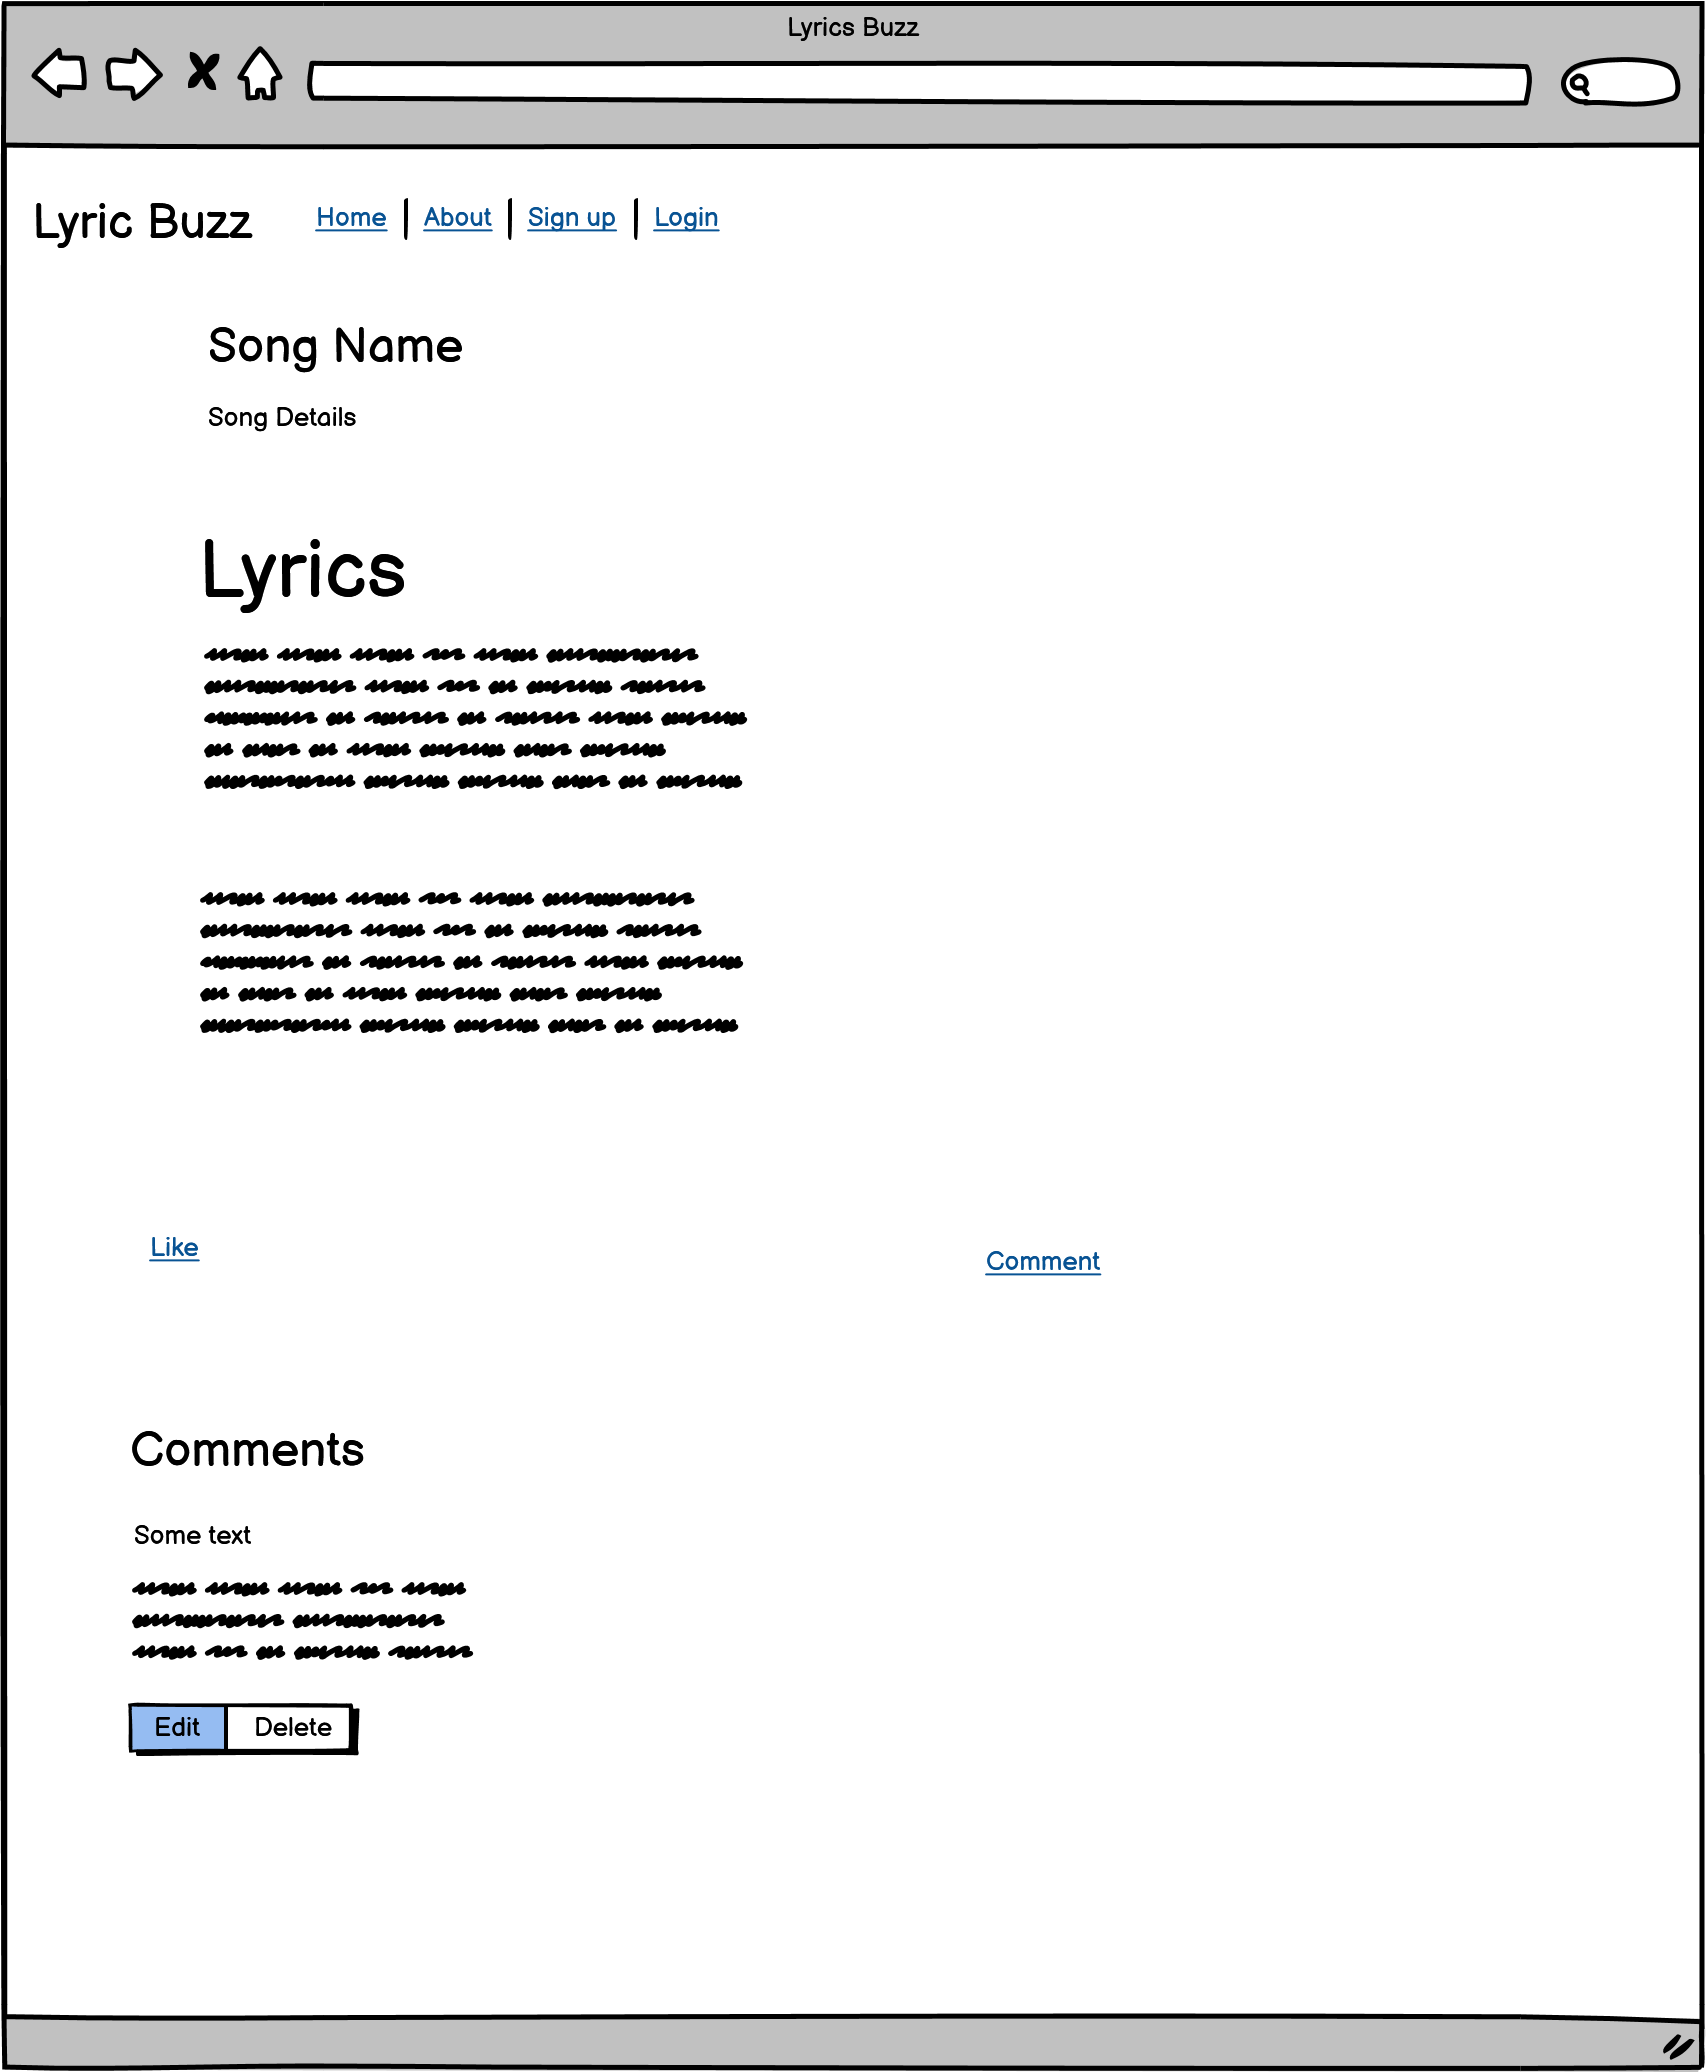 Lyrics Buzz
Lyric Buzz
Home | About | Sign up | Login
Song Name
Song Details
Lyrics
Like
Comment
Comments
Some text
Edit Delete